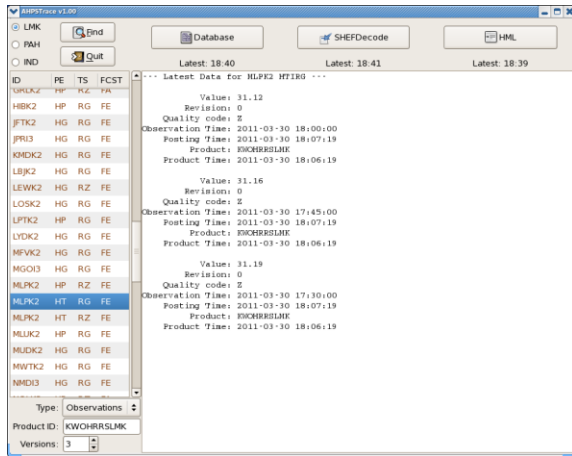 AHPSTrace v1.00
LMK
PAH
IND
Find
Quit
Database
SHEFDecode
HML
Latest: 18:40
Latest: 18:41
Latest: 18:39
ID PE TS FCST
GRLK2 HP RZ FA
HIBK2 HP RG FE
JFTK2 HG RG FE
JPRI3 HG RG FE
KMDK2 HG RG FE
LBJK2 HG RG FE
LEWK2 HG RZ FE
LOSK2 HG RG FE
LPTK2 HP RG FE
LYDK2 HG RG FE
MFVK2 HG RG FE
MGOI3 HG RG FE
MLPK2 HP RZ FE
MLPK2 HT RG FE
MLPK2 HT RZ FE
MLUK2 HP RG FE
MUDK2 HG RG FE
MWTK2 HG RG FE
NMDI3 HG RG FE
Type: Observations
Product ID: KWOHRRSLMK
Versions: 3
--- Latest Data for MLPK2 HTIRG ---
Value: 31.12
Revision: 0
Quality code: Z
Observation Time: 2011-03-30 18:00:00
Posting Time: 2011-03-30 18:07:19
Product: KWOHRRSLMK
Product Time: 2011-03-30 18:06:19
Value: 31.16
Revision: 0
Quality code: Z
Observation Time: 2011-03-30 17:45:00
Posting Time: 2011-03-30 18:07:19
Product: KWOHRRSLMK
Product Time: 2011-03-30 18:06:19
Value: 31.19
Revision: 0
Quality code: Z
Observation Time: 2011-03-30 17:30:00
Posting Time: 2011-03-30 18:07:19
Product: KWOHRRSLMK
Product Time: 2011-03-30 18:06:19